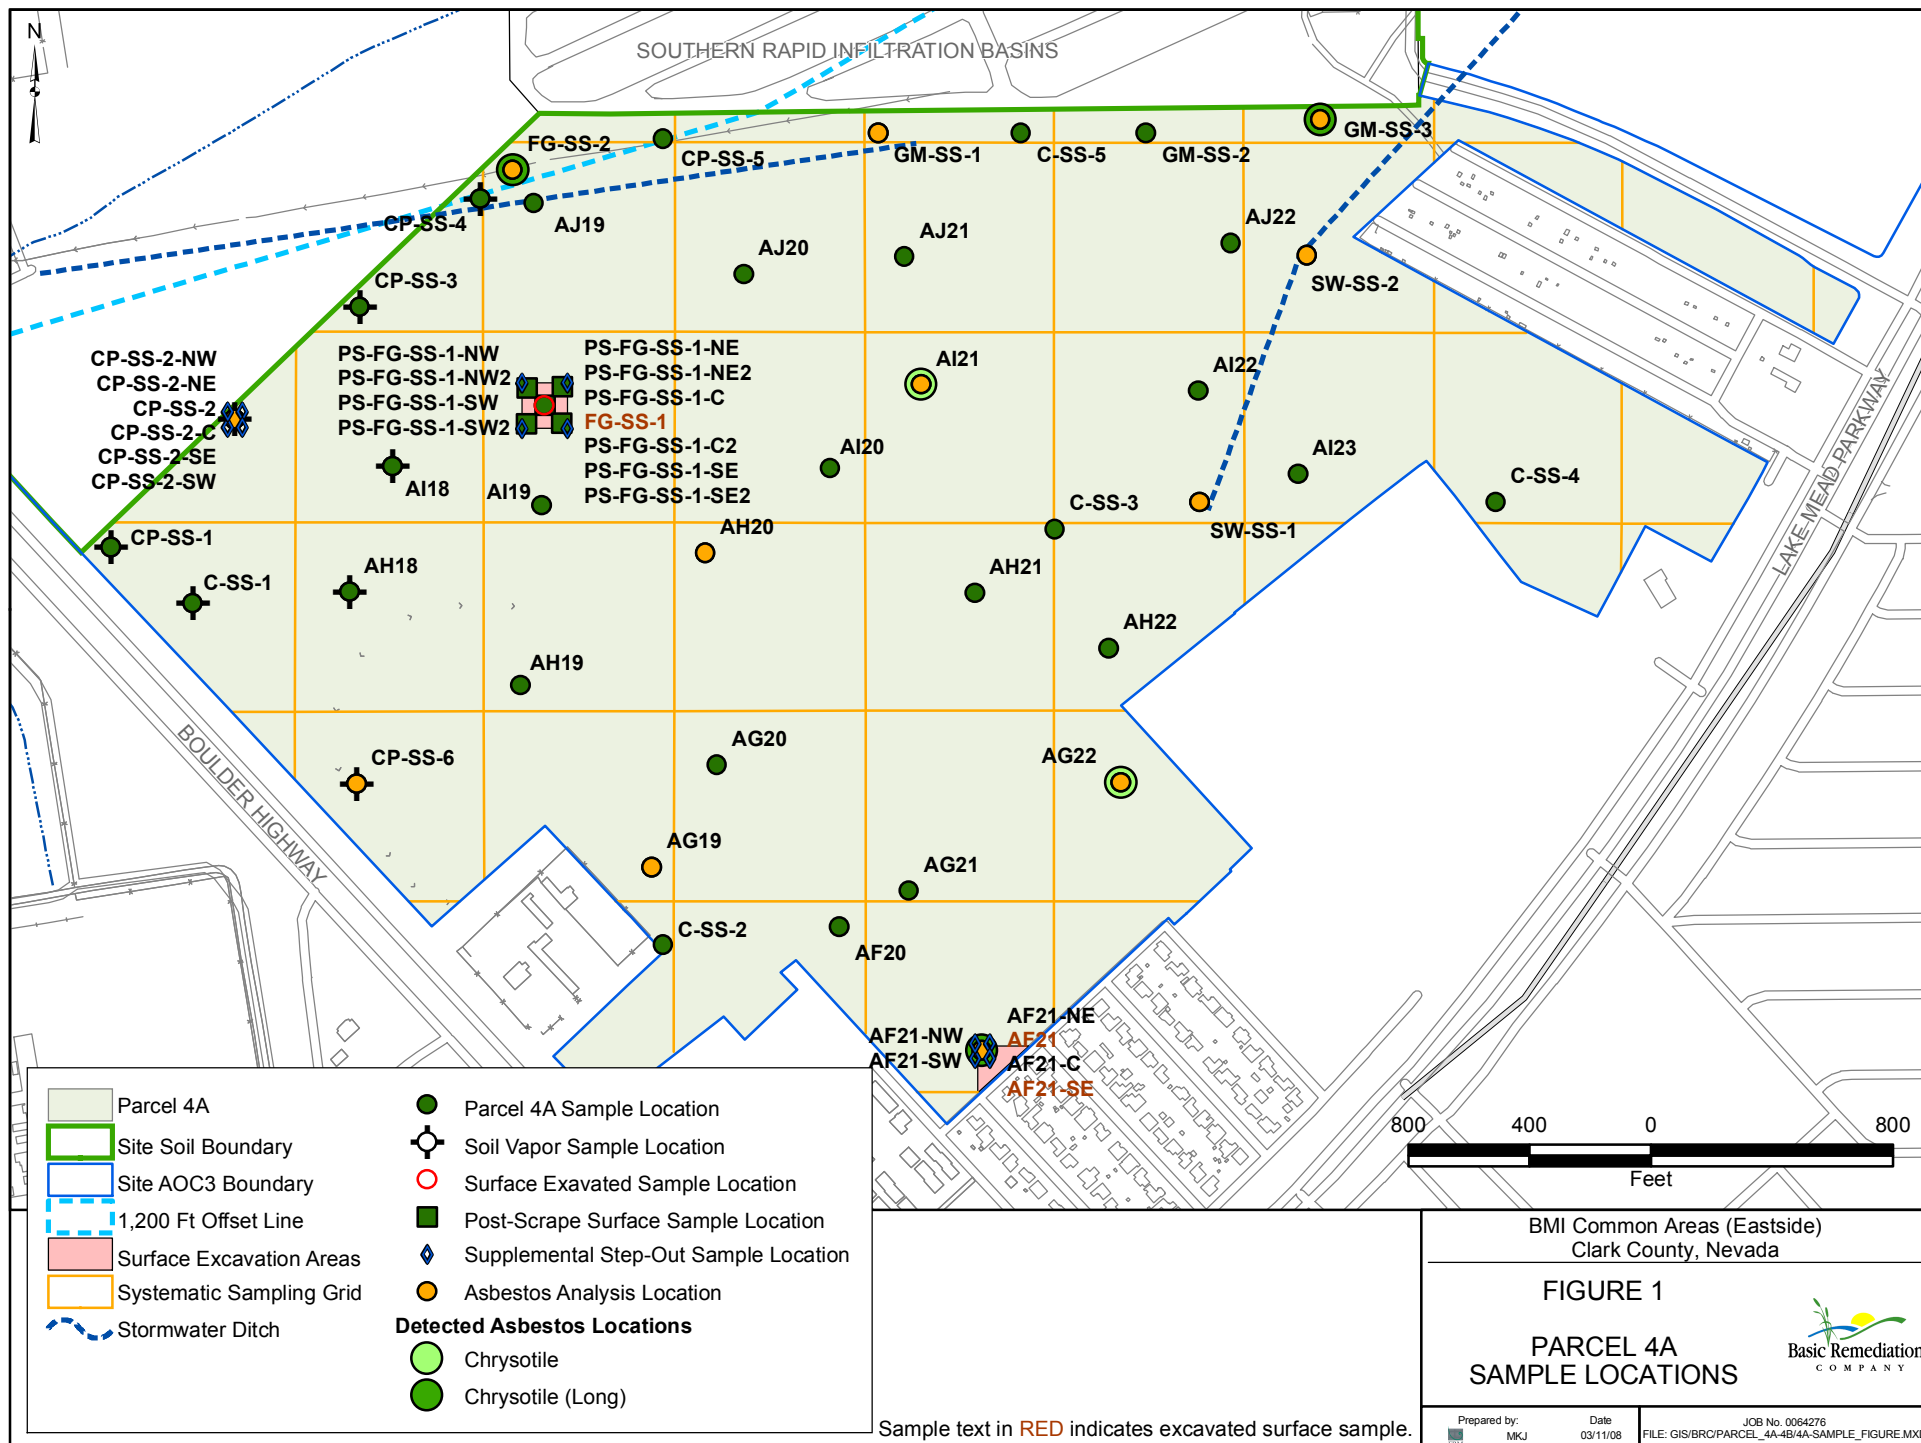 N
SOUTHERN RAPID INFILTRATION BASINS
FG-SS-2
CP-SS-5
GM-SS-1
C-SS-5
GM-SS-2
GM-SS-3
CP-SS-4
AJ19
AJ20
AJ21
AJ22
SW-SS-2
CP-SS-3
CP-SS-2-NW
CP-SS-2-NE
CP-SS-2
CP-SS-2-C
CP-SS-2-SE
CP-SS-2-SW
PS-FG-SS-1-NW
PS-FG-SS-1-NW2
PS-FG-SS-1-SW
PS-FG-SS-1-SW2
PS-FG-SS-1-NE
PS-FG-SS-1-NE2
PS-FG-SS-1-C
FG-SS-1
PS-FG-SS-1-C2
PS-FG-SS-1-SE
PS-FG-SS-1-SE2
AI21
AI22
AI20
AI23
AI18
AI19
C-SS-3
C-SS-4
SW-SS-1
LAKE MEAD PARKWAY
CP-SS-1
AH20
C-SS-1
AH18
AH21
AH22
AH19
BOULDER HIGHWAY
CP-SS-6
AG20
AG22
AG19
AG21
C-SS-2
AF20
AF21-NW
AF21-SW
AF21-NE
AF21
AF21-C
AF21-SE
800 400 0 800
Feet
Parcel 4A
Site Soil Boundary
Site AOC3 Boundary
1,200 Ft Offset Line
Surface Excavation Areas
Systematic Sampling Grid
Stormwater Ditch
Parcel 4A Sample Location
Soil Vapor Sample Location
Surface Exavated Sample Location
Post-Scrape Surface Sample Location
Supplemental Step-Out Sample Location
Asbestos Analysis Location
Detected Asbestos Locations
Chrysotile
Chrysotile (Long)
Sample text in RED indicates excavated surface sample.
BMI Common Areas (Eastside)
Clark County, Nevada
FIGURE 1
PARCEL 4A
SAMPLE LOCATIONS
Basic Remediation
COMPANY
Prepared by:
MKJ
Date
03/11/08
JOB No. 0064276
FILE: GIS/BRC/PARCEL_4A-4B/4A-SAMPLE_FIGURE.MXD